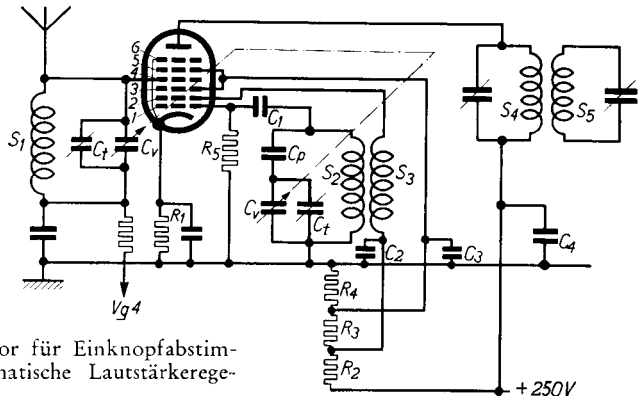 6
5
4
3
2
1
S1
Ct
Cv
R5
C1
Cp
S2
S3
Cv
Ct
S4
S5
R1
C2
C3
C4
Vg4
R4
R3
R2
+250V
or für Einknopfabstim-
natische Lautstärkerege-